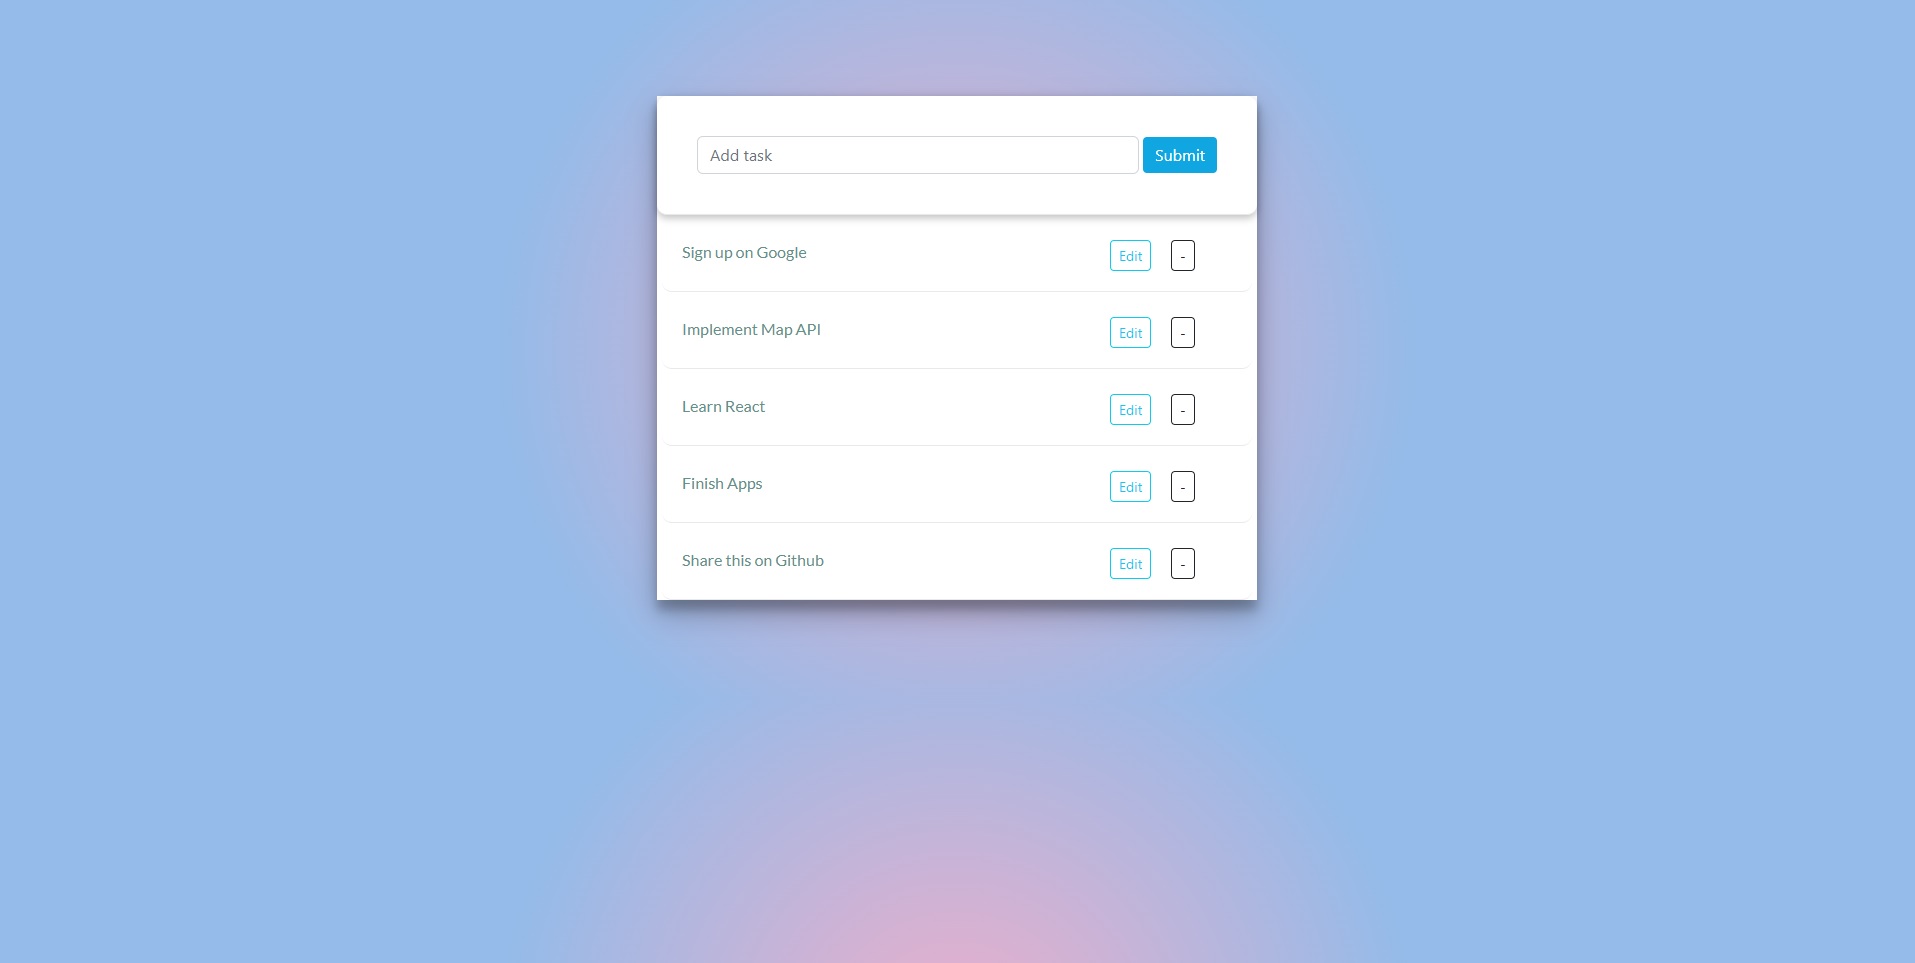 Add task Submit
Sign up on Google Edit -
Implement Map API Edit -
Learn React Edit -
Finish Apps Edit -
Share this on Github Edit -